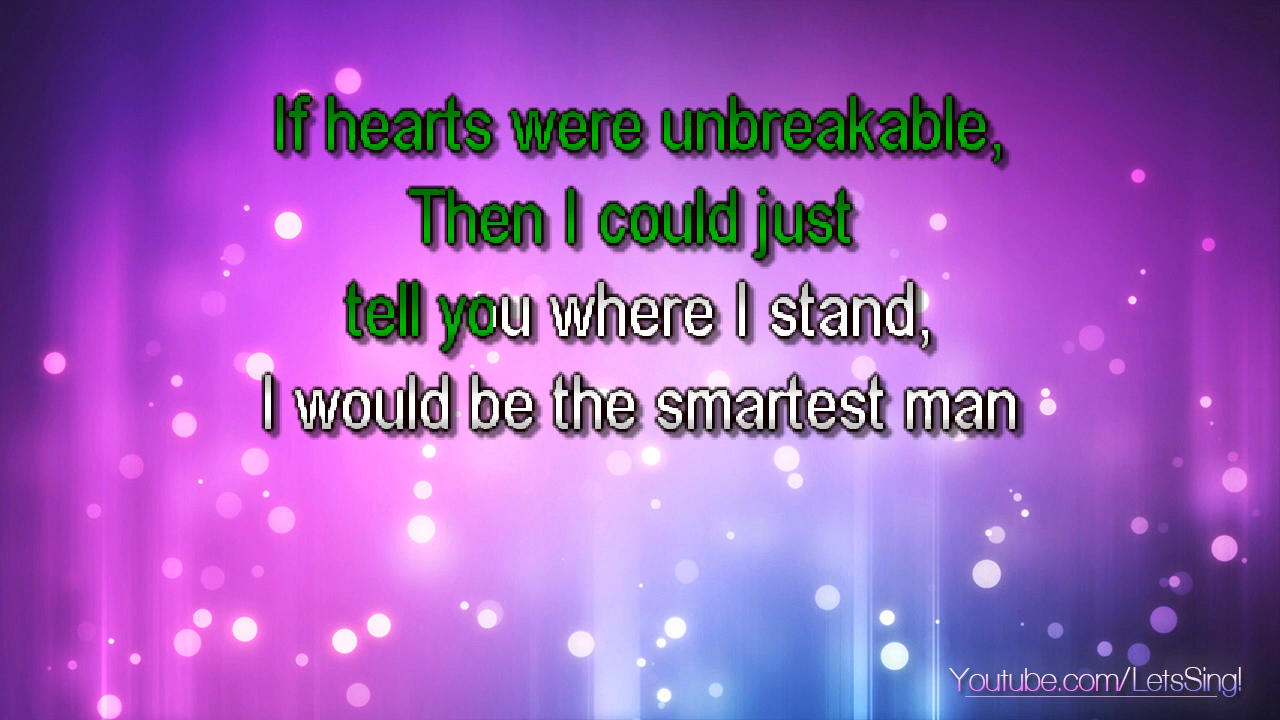 If hearts were unbreakable,
Then I could just
tell you where I stand,
I would be the smartest man
Youtube.com/LetsSing!